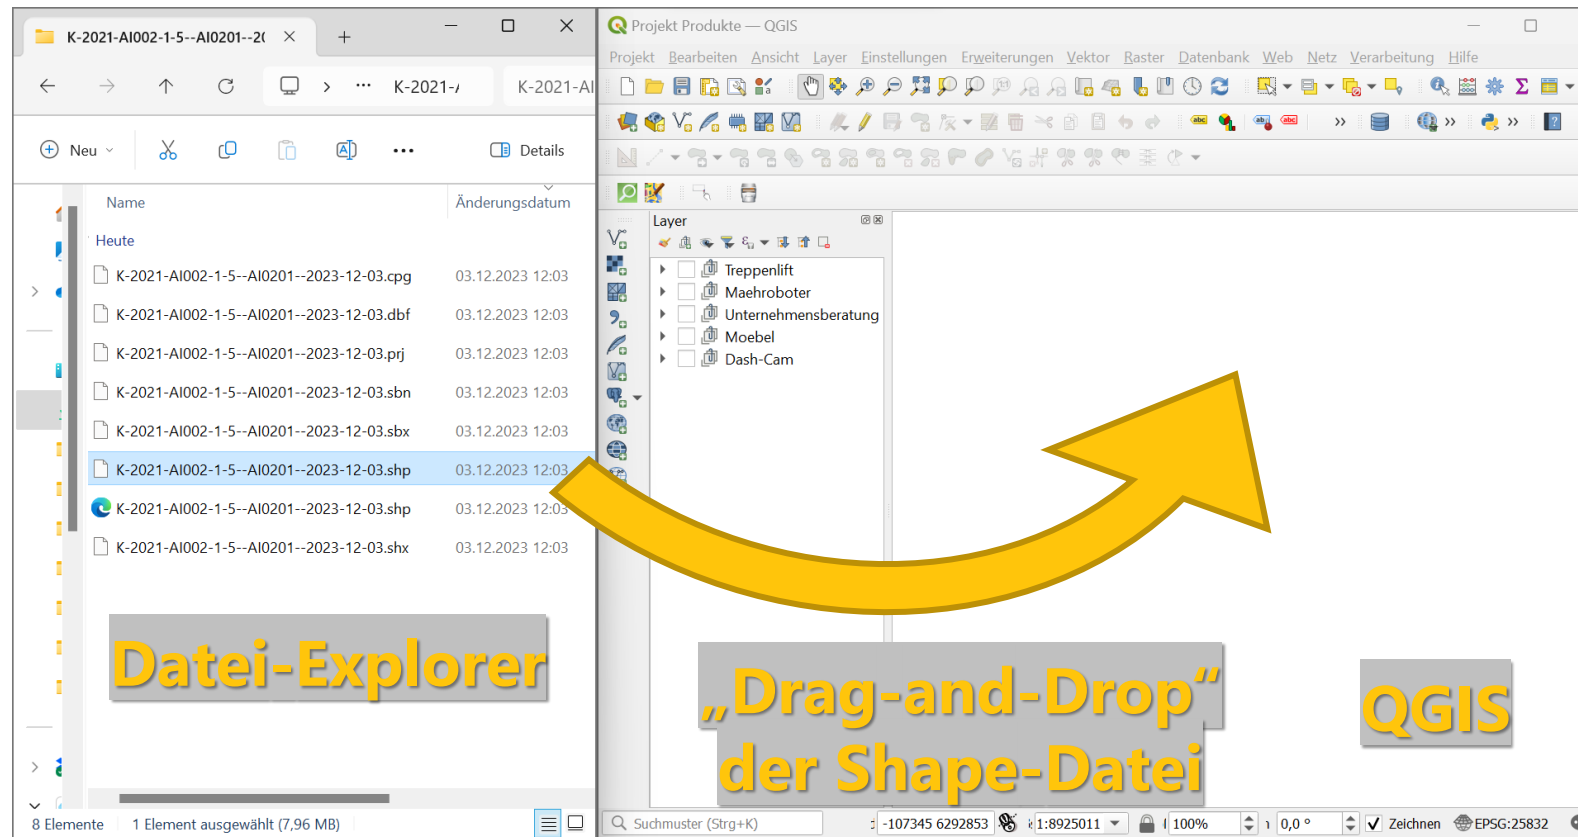 K-2021-AI002-1-5--AI0201--20
Projekt Produkte — QGIS
Projekt Bearbeiten Ansicht Layer Einstellungen Erweiterungen Vektor Raster Datenbank Web Netz Verarbeitung Hilfe
K-2021-A
K-2021-AI
Neu
Details
Name
Änderungsdatum
Heute
K-2021-AI002-1-5--AI0201--2023-12-03.cpg 03.12.2023 12:03
K-2021-AI002-1-5--AI0201--2023-12-03.dbf 03.12.2023 12:03
K-2021-AI002-1-5--AI0201--2023-12-03.prj 03.12.2023 12:03
K-2021-AI002-1-5--AI0201--2023-12-03.sbn 03.12.2023 12:03
K-2021-AI002-1-5--AI0201--2023-12-03.sbx 03.12.2023 12:03
K-2021-AI002-1-5--AI0201--2023-12-03.shp 03.12.2023 12:03
K-2021-AI002-1-5--AI0201--2023-12-03.shp 03.12.2023 12:03
K-2021-AI002-1-5--AI0201--2023-12-03.shx 03.12.2023 12:03
8 Elemente 1 Element ausgewählt (7,96 MB)
Layer
Treppenlift
Maehroboter
Unternehmensberatung
Moebel
Dash-Cam
Datei-Explorer
„Drag-and-Drop“
der Shape-Datei
QGIS
Suchmuster (Strg+K)
-107345 6292853
1:8925011
100%
0,0 °
Zeichnen
EPSG:25832